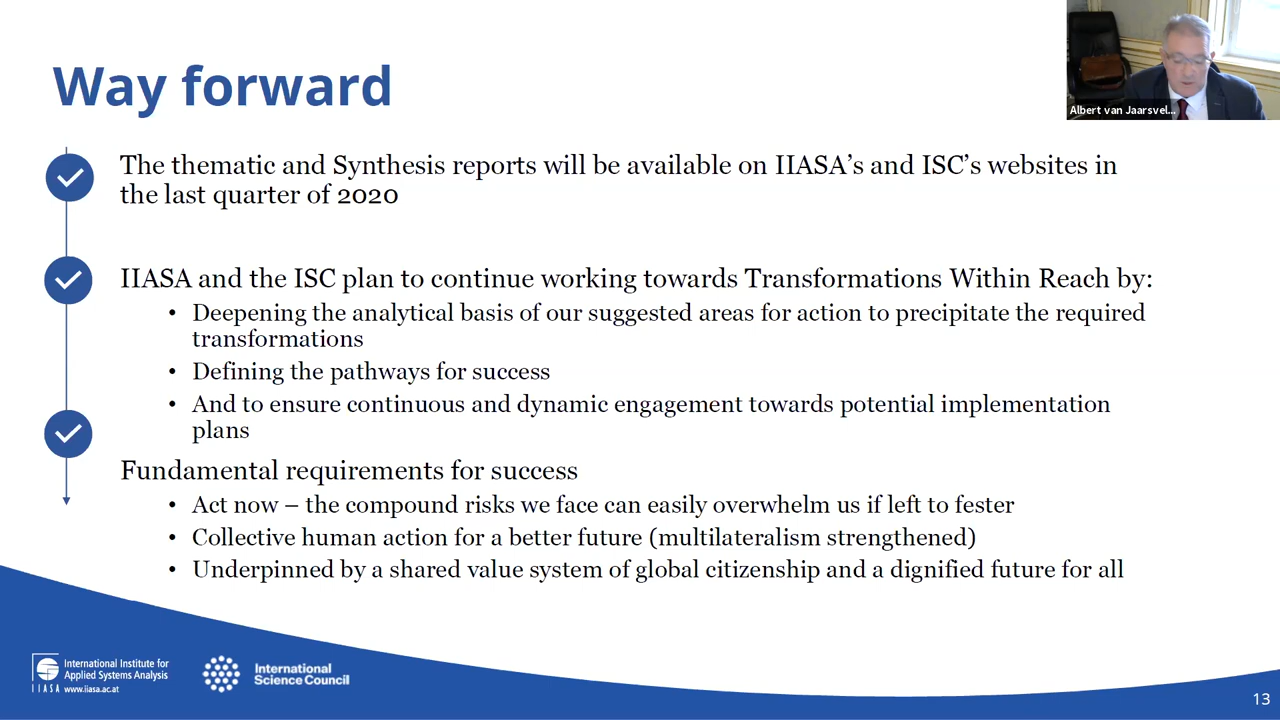 Way forward
Albert van Jaarsvel...
The thematic and Synthesis reports will be available on IIASA’s and ISC’s websites in
the last quarter of 2020
IIASA and the ISC plan to continue working towards Transformations Within Reach by:
• Deepening the analytical basis of our suggested areas for action to precipitate the required
transformations
• Defining the pathways for success
• And to ensure continuous and dynamic engagement towards potential implementation
plans
Fundamental requirements for success
• Act now – the compound risks we face can easily overwhelm us if left to fester
• Collective human action for a better future (multilateralism strengthened)
• Underpinned by a shared value system of global citizenship and a dignified future for all
International Institute for
Applied Systems Analysis
IIASA www.iiasa.ac.at
International
Science Council
13